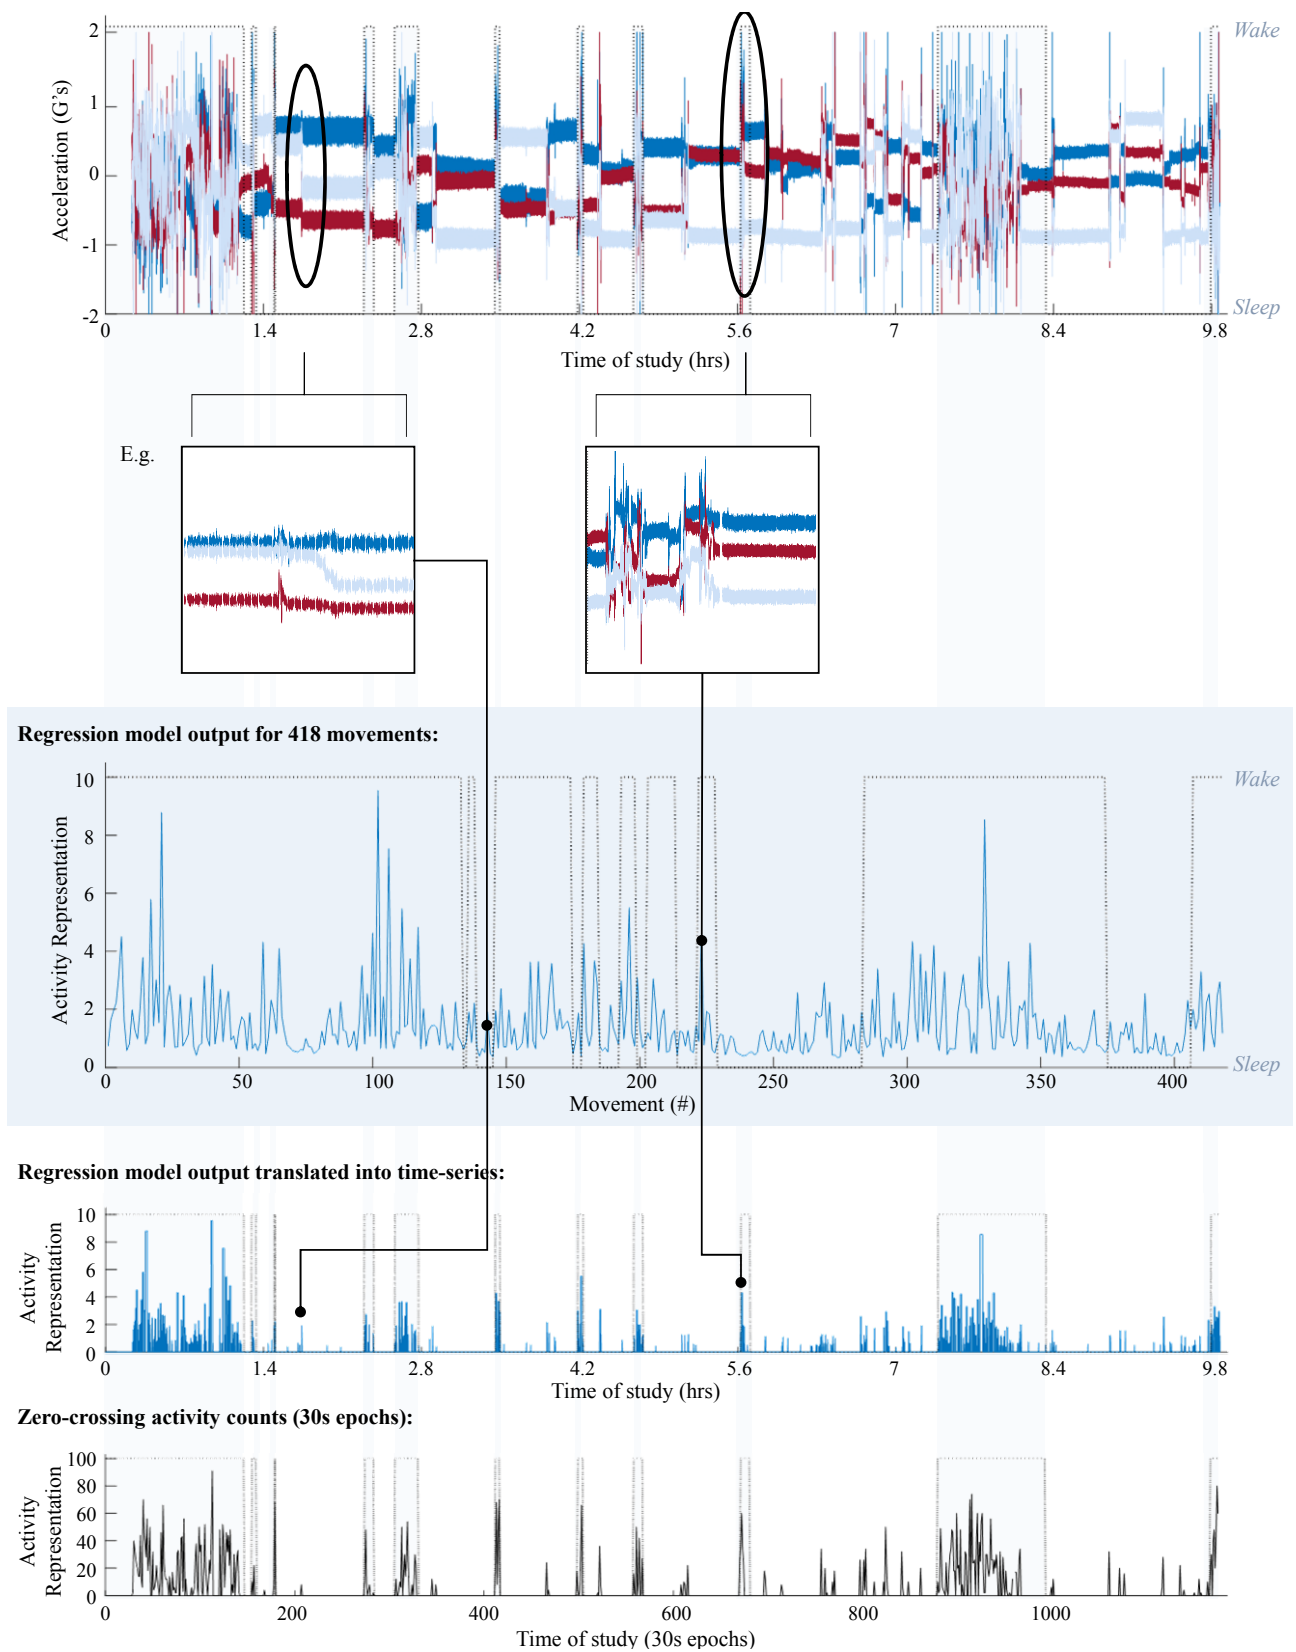 2
Wake
1
0
-1
-2
Acceleration (G's)
Sleep
0 1.4 2.8 4.2 5.6 7 8.4 9.8
Time of study (hrs)
E.g.
Regression model output for 418 movements:
10
Wake
8
6
4
2
0
Activity Representation
Sleep
0 50 100 150 200 250 300 350 400
Movement (#)
Regression model output translated into time-series:
10
8
6
4
2
0
Activity
Representation
0 1.4 2.8 4.2 5.6 7 8.4 9.8
Time of study (hrs)
Zero-crossing activity counts (30s epochs):
100
80
60
40
20
0
Activity
Representation
0 200 400 600 800 1000
Time of study (30s epochs)